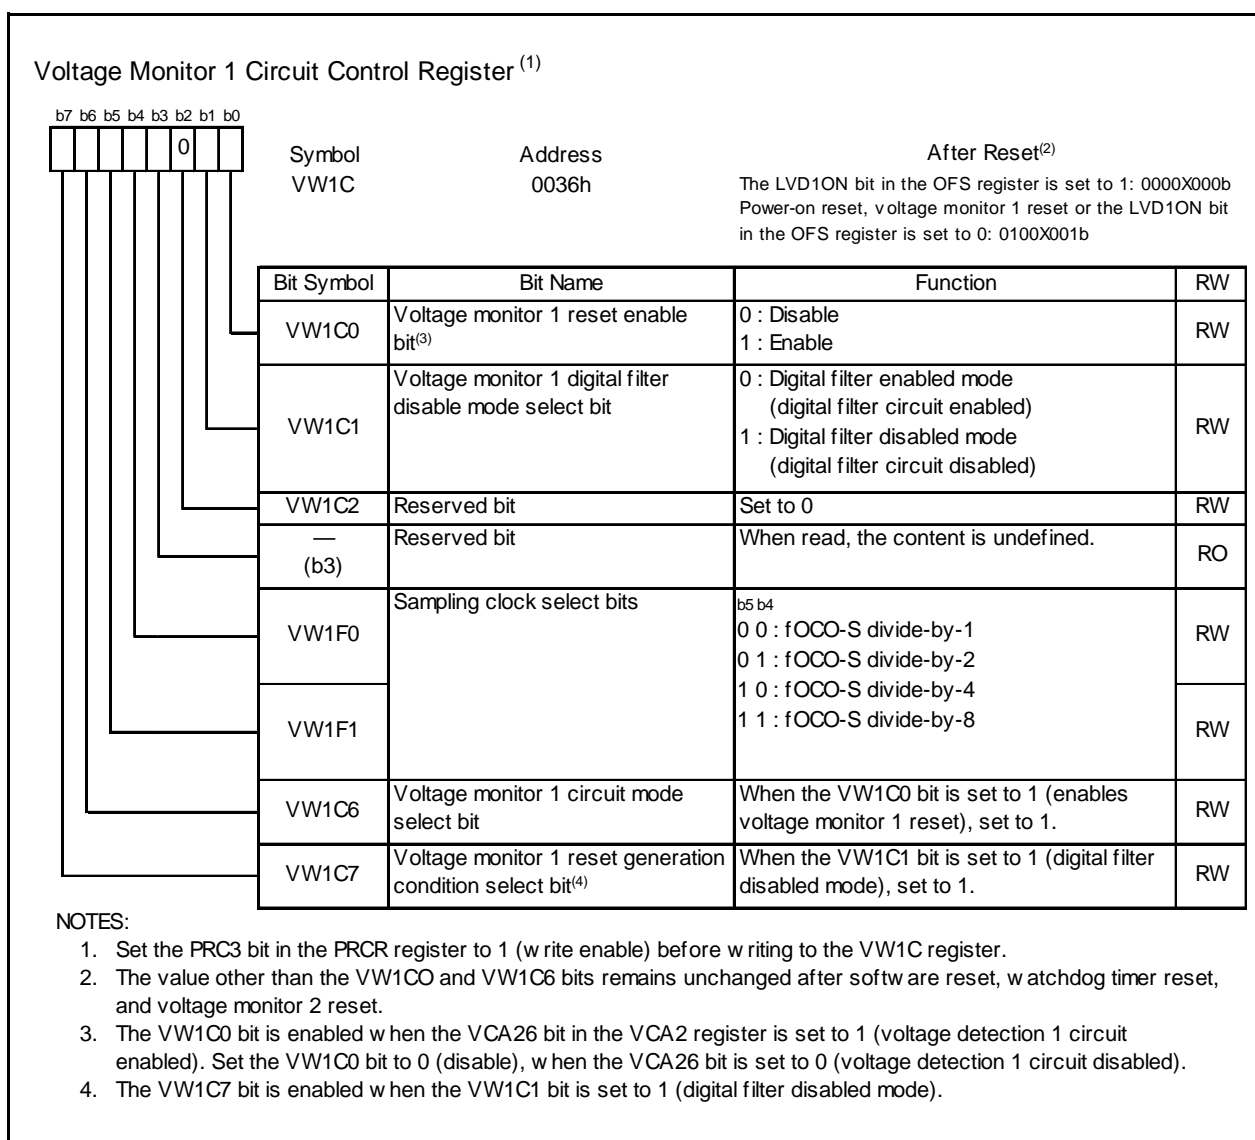 Voltage Monitor 1 Circuit Control Register (1)
b7 b6 b5 b4 b3 b2 b1 b0
0
Symbol Address After Reset(2)
VW1C 0036h The LVD1ON bit in the OFS register is set to 1: 0000X000b
Power-on reset, voltage monitor 1 reset or the LVD1ON bit
in the OFS register is set to 0: 0100X001b
Bit Symbol Bit Name Function RW
VW1C0 Voltage monitor 1 reset enable
bit(3)
0 : Disable
1 : Enable
RW
VW1C1 Voltage monitor 1 digital filter
disable mode select bit
0 : Digital filter enabled mode
(digital filter circuit enabled)
1 : Digital filter disabled mode
(digital filter circuit disabled)
RW
VW1C2 Reserved bit Set to 0 RW
—
(b3)
Reserved bit When read, the content is undefined. RO
VW1F0
Sampling clock select bits
b5 b4
0 0 : fOCO-S divide-by-1
0 1 : fOCO-S divide-by-2
1 0 : fOCO-S divide-by-4
1 1 : fOCO-S divide-by-8
RW
VW1F1 RW
VW1C6 Voltage monitor 1 circuit mode
select bit
When the VW1C0 bit is set to 1 (enables
voltage monitor 1 reset), set to 1.
RW
VW1C7 Voltage monitor 1 reset generation
condition select bit(4)
When the VW1C1 bit is set to 1 (digital filter
disabled mode), set to 1.
RW
NOTES:
1. Set the PRC3 bit in the PRCR register to 1 (write enable) before writing to the VW1C register.
2. The value other than the VW1CO and VW1C6 bits remains unchanged after software reset, watchdog timer reset,
and voltage monitor 2 reset.
3. The VW1C0 bit is enabled when the VCA26 bit in the VCA2 register is set to 1 (voltage detection 1 circuit
enabled). Set the VW1C0 bit to 0 (disable), when the VCA26 bit is set to 0 (voltage detection 1 circuit disabled).
4. The VW1C7 bit is enabled when the VW1C1 bit is set to 1 (digital filter disabled mode).